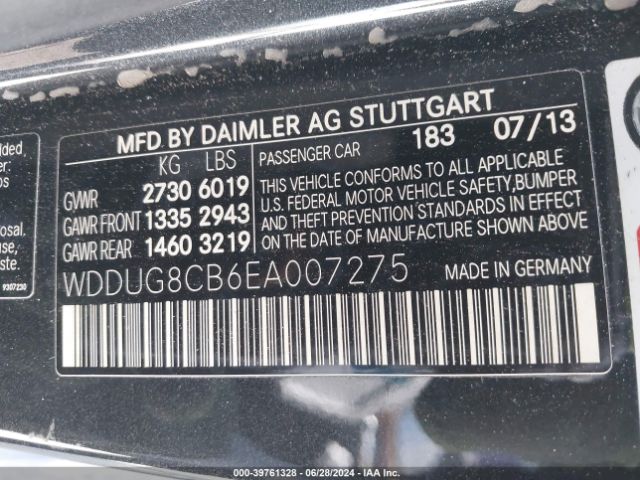 MFD BY DAIMLER AG STUTTGART
KG LBS
GVWR 2730 6019
GAWR FRONT 1335 2943
GAWR REAR 1460 3219
PASSENGER CAR 183 07/13
THIS VEHICLE CONFORMS TO ALL APPLICABLE
U.S. FEDERAL MOTOR VEHICLE SAFETY,BUMPER
AND THEFT PREVENTION STANDARDS IN EFFECT
ON THE DATE OF MANUFACTURE SHOWN ABOVE
WDDUG8CB6EA007275
MADE IN GERMANY
9307230
000-39761328 | 06/28/2024 | IAA Inc.